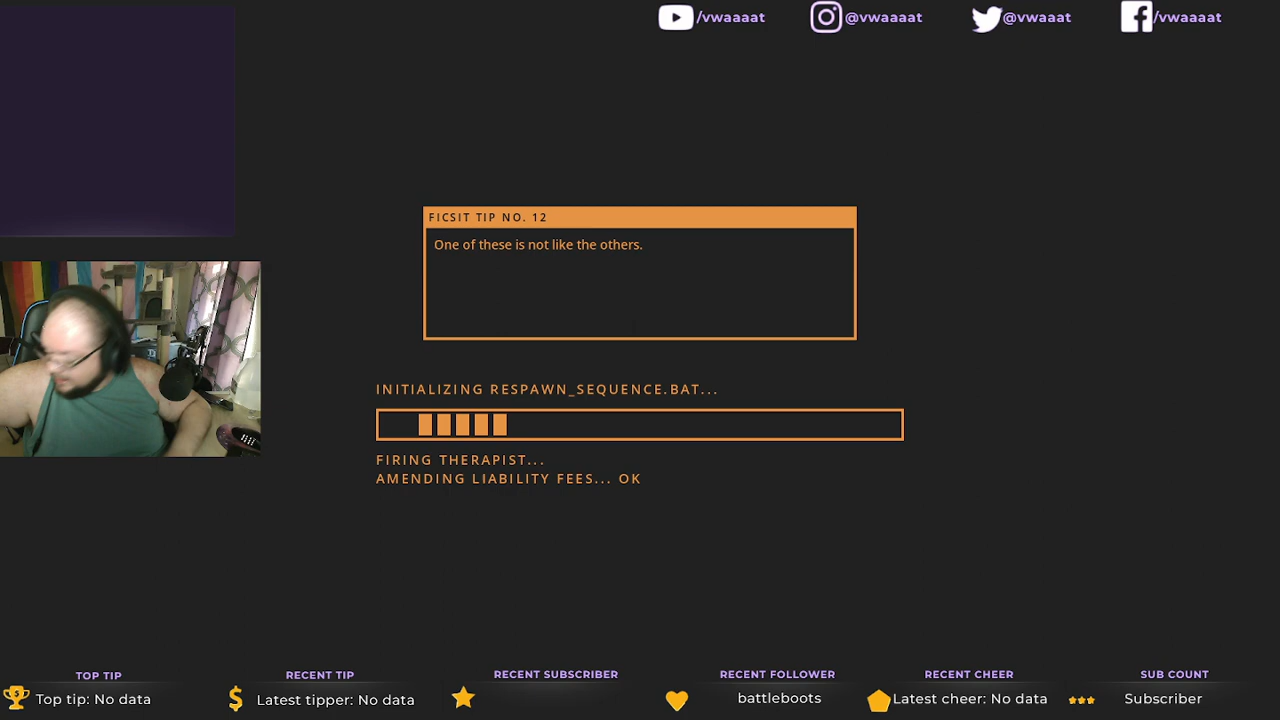 /vwaaaat
@vwaaaat
@vwaaaat
/vwaaaat
FICSIT TIP NO. 12
One of these is not like the others.
INITIALIZING RESPAWN_SEQUENCE.BAT...
FIRING THERAPIST...
AMENDING LIABILITY FEES... OK
TOP TIP
Top tip: No data
RECENT TIP
Latest tipper: No data
RECENT SUBSCRIBER
RECENT FOLLOWER
battleboots
RECENT CHEER
Latest cheer: No data
SUB COUNT
Subscriber